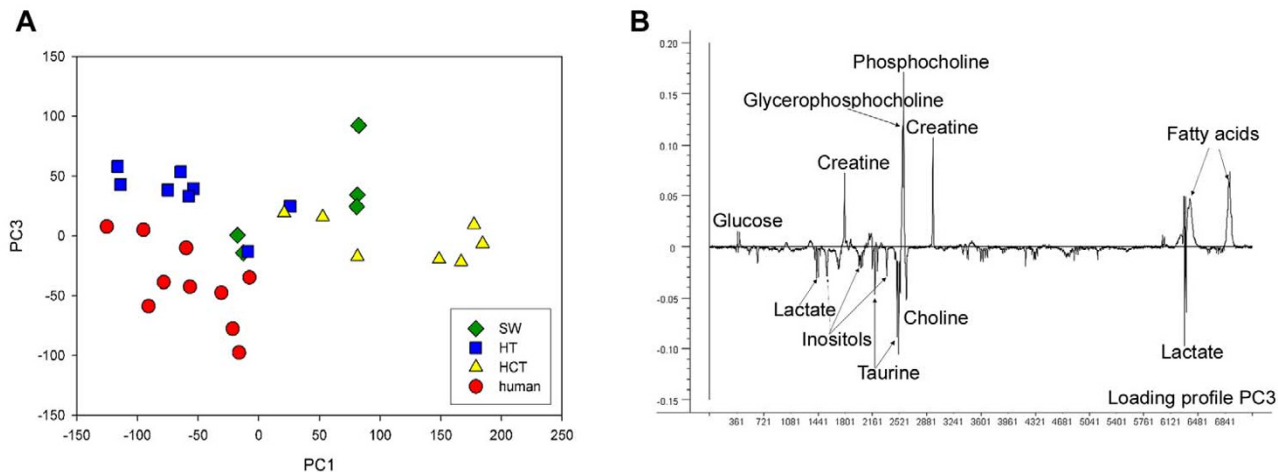 A
150
100
50
0
-50
-100
-150
-150
-100
-50
0
50
100
150
200
250
PC3
PC1
SW
HT
HCT
human
B
0.20
0.15
0.10
0.05
0
-0.05
-0.10
-0.15
Phosphocholine
Glycerophosphocholine
Creatine
Creatine
Fatty acids
Glucose
Lactate
Inositols
Choline
Taurine
Lactate
Loading profile PC3
361 721 1081 1441 1801 2161 2521 2881 3241 3601 3961 4321 4681 5041 5401 5761 6121 6481 6841